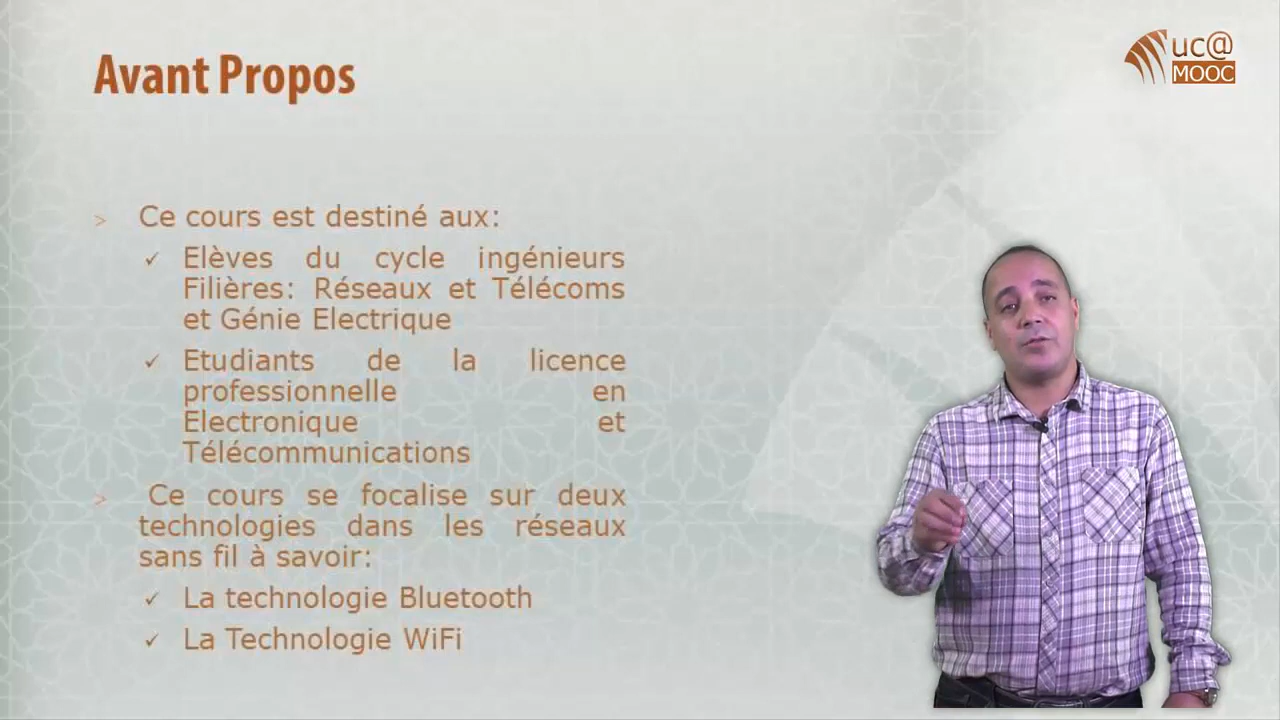 Avant Propos
uc@
MOOC
> Ce cours est destiné aux:
✓ Elèves du cycle ingénieurs
Filières: Réseaux et Télécoms
et Génie Electrique
✓ Etudiants de la licence
professionnelle en
Electronique et
Télécommunications
> Ce cours se focalise sur deux
technologies dans les réseaux
sans fil à savoir:
✓ La technologie Bluetooth
✓ La Technologie WiFi